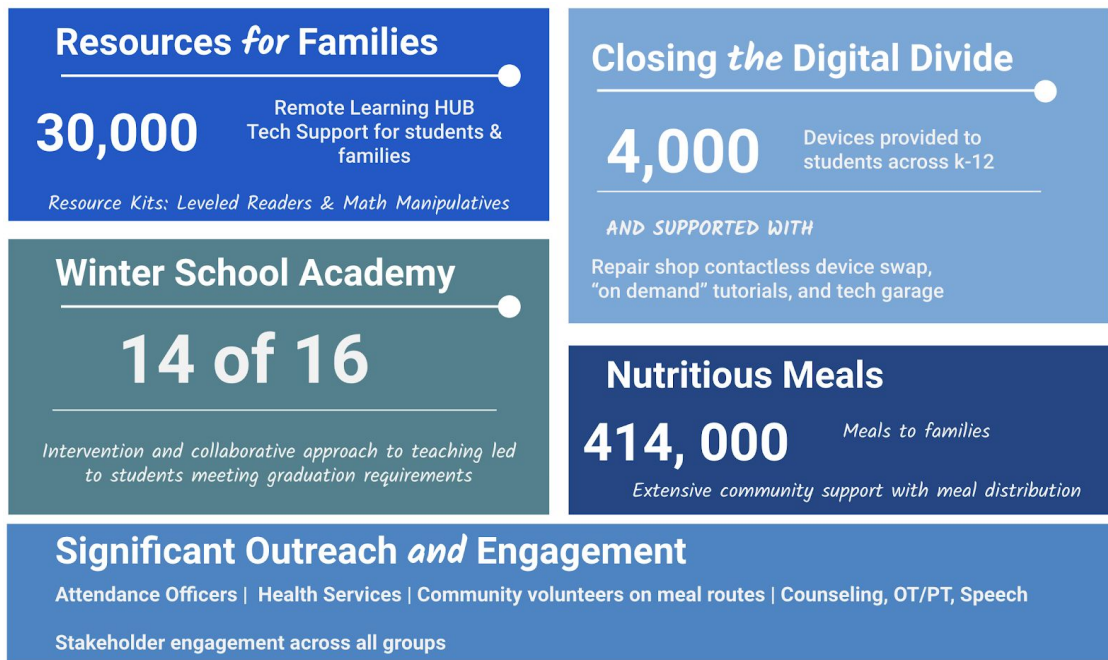 Resources for Families
30,000
Remote Learning HUB
Tech Support for students &
families
Resource Kits: Leveled Readers & Math Manipulatives
Closing the Digital Divide
4,000
Devices provided to
students across k-12
AND SUPPORTED WITH
Repair shop contactless device swap,
“on demand” tutorials, and tech garage
Winter School Academy
14 of 16
Intervention and collaborative approach to teaching led
to students meeting graduation requirements
Nutritious Meals
414, 000
Meals to families
Extensive community support with meal distribution
Significant Outreach and Engagement
Attendance Officers | Health Services | Community volunteers on meal routes | Counseling, OT/PT, Speech
Stakeholder engagement across all groups